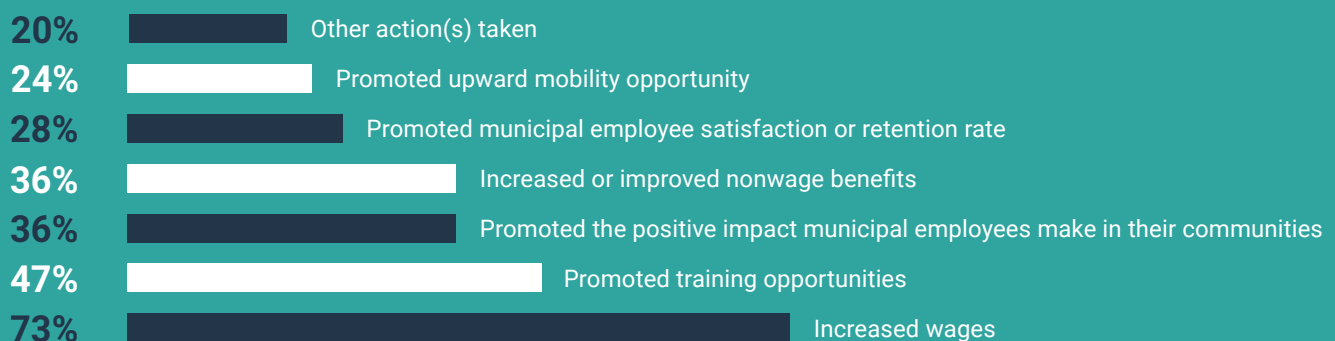 20% Other action(s) taken
24% Promoted upward mobility opportunity
28% Promoted municipal employee satisfaction or retention rate
36% Increased or improved nonwage benefits
36% Promoted the positive impact municipal employees make in their communities
47% Promoted training opportunities
73% Increased wages